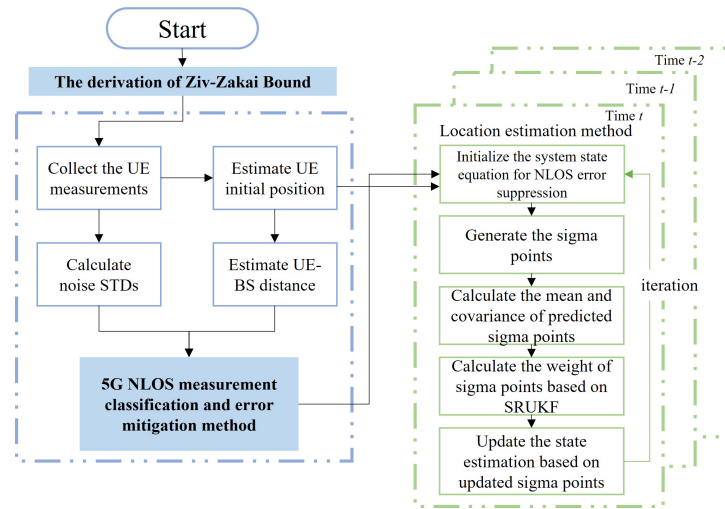 Start
The derivation of Ziv-Zakai Bound
Collect the UE
measurements
Estimate UE
initial position
Calculate
noise STDs
Estimate UE-
BS distance
5G NLOS measurement
classification and error
mitigation method
Time t-2
Time t-1
Time t
Location estimation method
Initialize the system state
equation for NLOS error
suppression
Generate the sigma
points
Calculate the mean and
covariance of predicted
sigma points
Calculate the weight of
sigma points based on
SRUKF
Update the state
estimation based on
updated sigma points
iteration